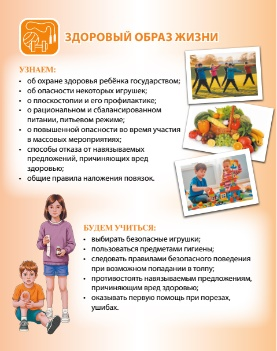 ЗДОРОВЫЙ ОБРАЗ ЖИЗНИ
УЗНАЕМ:
• об охране здоровья ребёнка государством;
• об опасности некоторых игрушек;
• о плоскостопии и его профилактике;
• о рациональном и сбалансированном
питании, питьевом режиме;
• о повышенной опасности во время участия
в массовых мероприятиях;
• способы отказа от навязываемых
предложений, причиняющих вред
здоровью;
• общие правила наложения повязок.
БУДЕМ УЧИТЬСЯ:
• выбирать безопасные игрушки;
• пользоваться предметами гигиены;
• следовать правилам безопасного поведения
при возможном попадании в толпу;
• противостоять навязываемым предложениям,
причиняющим вред здоровью;
• оказывать первую помощь при порезах,
ушибах.